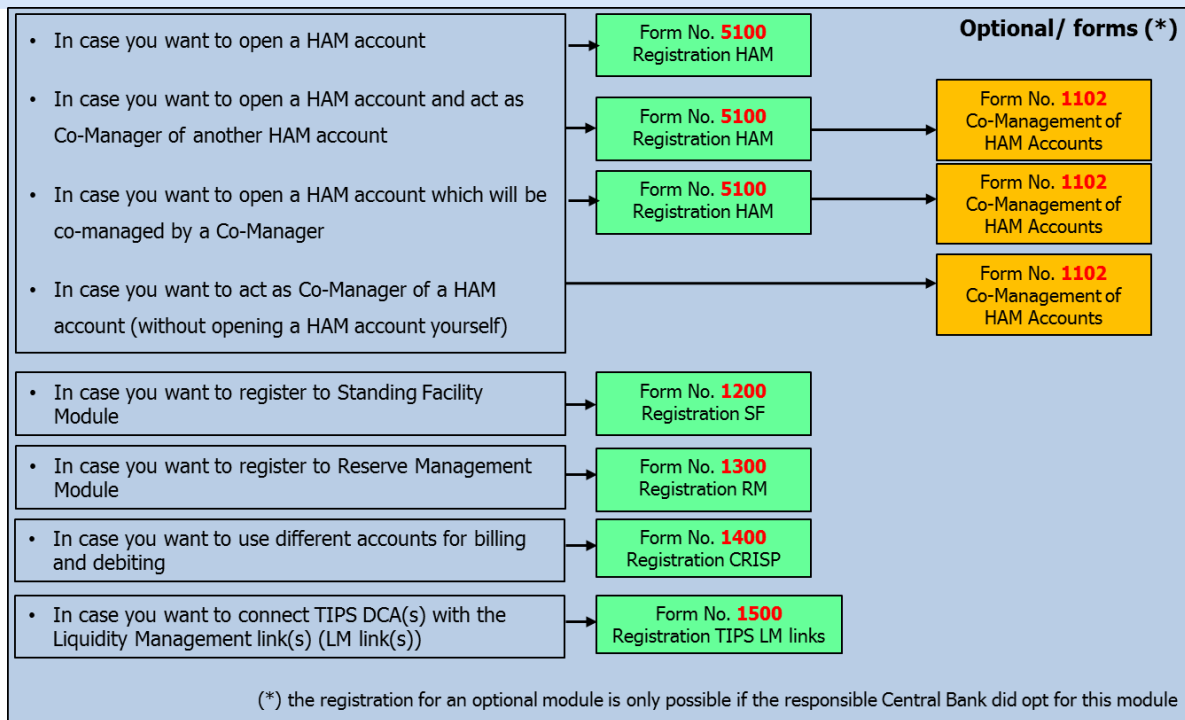 Optional/ forms (*)
• In case you want to open a HAM account
Form No. 5100
Registration HAM
• In case you want to open a HAM account and act as
Co-Manager of another HAM account
Form No. 5100
Registration HAM
Form No. 1102
Co-Management of
HAM Accounts
• In case you want to open a HAM account which will be
co-managed by a Co-Manager
Form No. 5100
Registration HAM
Form No. 1102
Co-Management of
HAM Accounts
• In case you want to act as Co-Manager of a HAM
account (without opening a HAM account yourself)
Form No. 1102
Co-Management of
HAM Accounts
• In case you want to register to Standing Facility
Module
Form No. 1200
Registration SF
• In case you want to register to Reserve Management
Module
Form No. 1300
Registration RM
• In case you want to use different accounts for billing
and debiting
Form No. 1400
Registration CRISP
• In case you want to connect TIPS DCA(s) with the
Liquidity Management link(s) (LM link(s))
Form No. 1500
Registration TIPS LM links
(*) the registration for an optional module is only possible if the responsible Central Bank did opt for this module